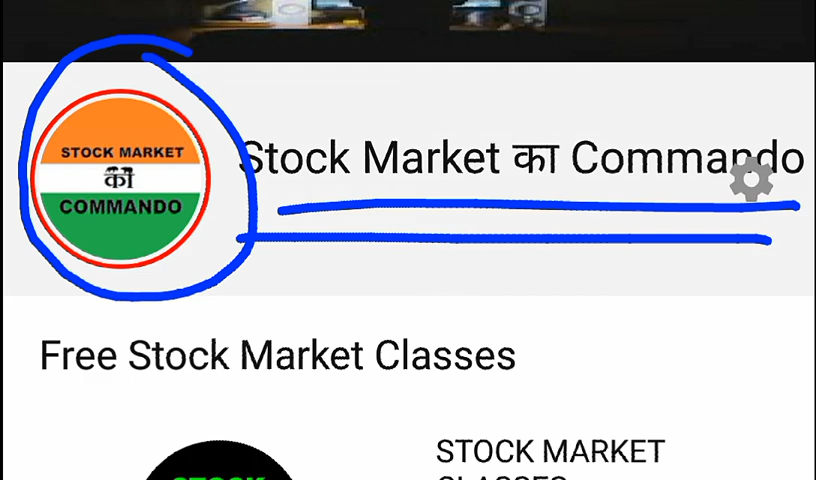 STOCK MARKET
का
COMMANDO
Stock Market का Commando
Free Stock Market Classes
STOCK MARKET